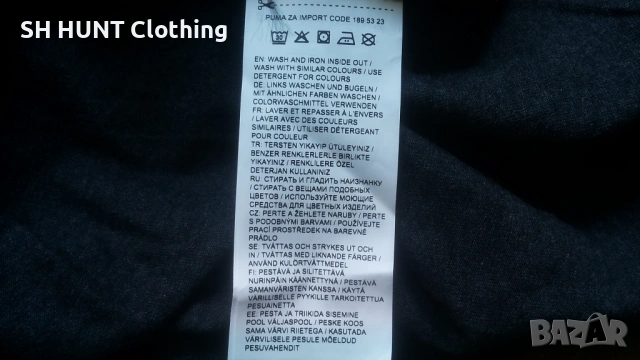 SH HUNT Clothing
PUMA ZA IMPORT CODE 189 53 23
30
EN: WASH AND IRON INSIDE OUT /
WASH WITH SIMILAR COLOURS / USE
DETERGENT FOR COLOURS
DE: LINKS WASCHEN UND BUGELN /
MIT ÄHNLICHEN FARBEN WASCHEN /
COLORWASCHMITTEL VERWENDEN
FR: LAVER ET REPASSER À L'ENVERS
/ LAVER AVEC DES COULEURS
SIMILAIRES / UTILISER DÉTERGEANT
POUR COULEUR
TR: TERSTEN YIKAYIP ÜTÜLEYINIZ /
BENZER RENKLERLERLE BIRLIKTE
YIKAYINIZ / RENKLILERE ÖZEL
DETERJAN KULLANINIZ
RU: СТИРАТЬ И ГЛАДИТЬ НАИЗНАНКУ
/ СТИРАТЬ С ВЕЩАМИ ПОДОБНЫХ
ЦВЕТОВ / ИСПОЛЬЗУЙТЕ МОЮЩИЕ
СРЕДСТВА ДЛЯ ЦВЕТНЫХ ИЗДЕЛИЙ
CZ: PERTE A ŽEHLETE NARUBY / PERTE
S PODOBNÝMI BARVAMI / POUŽÍVEJTE
PRACÍ PROSTŘEDEK NA BAREVNÉ
PRÁDLO
SE: TVÄTTAS OCH STRYKES UT OCH
IN / TVÄTTAS MED LIKNANDE FÄRGER /
ANVÄND KULÖRTVÄTTMEDEL
FI: PESTÄVÄ JA SILITETTÄVÄ
NURINPÄIN KÄÄNNETTYNÄ / PESTÄVÄ
SAMANVÄRISTEN KANSSA / KÄYTÄ
VÄRILLISELLE PYYKILLE TARKOITETTUA
PESUAINETTA
EE: PESTA JA TRIIKIDA SISEMINE
POOL VÄLJASPOOL / PESKE KOOS
SAMA VÄRVI RIIETEGA / KASUTADA
VÄRVILISELE PESULE MÕELDUD
PESUVAHENDIT
BAZAR
bg